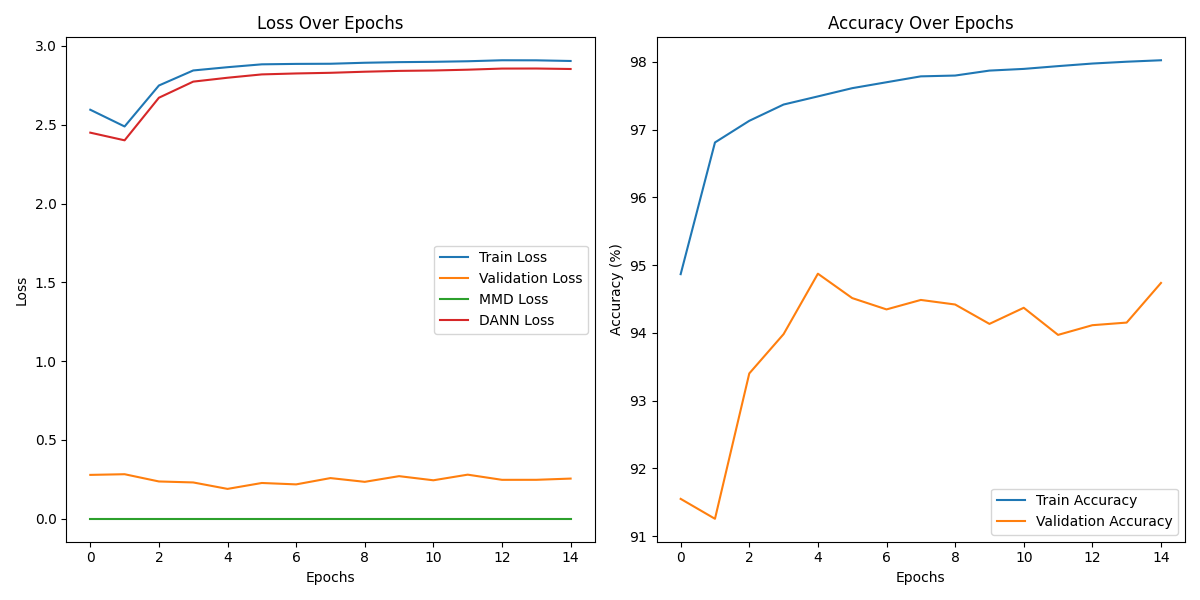 Loss Over Epochs
3.0
2.5
2.0
1.5
1.0
0.5
0.0
Loss
0 2 4 6 8 10 12 14
Epochs
Train Loss
Validation Loss
MMD Loss
DANN Loss
Accuracy Over Epochs
98
97
96
95
94
93
92
91
Accuracy (%)
0 2 4 6 8 10 12 14
Epochs
Train Accuracy
Validation Accuracy